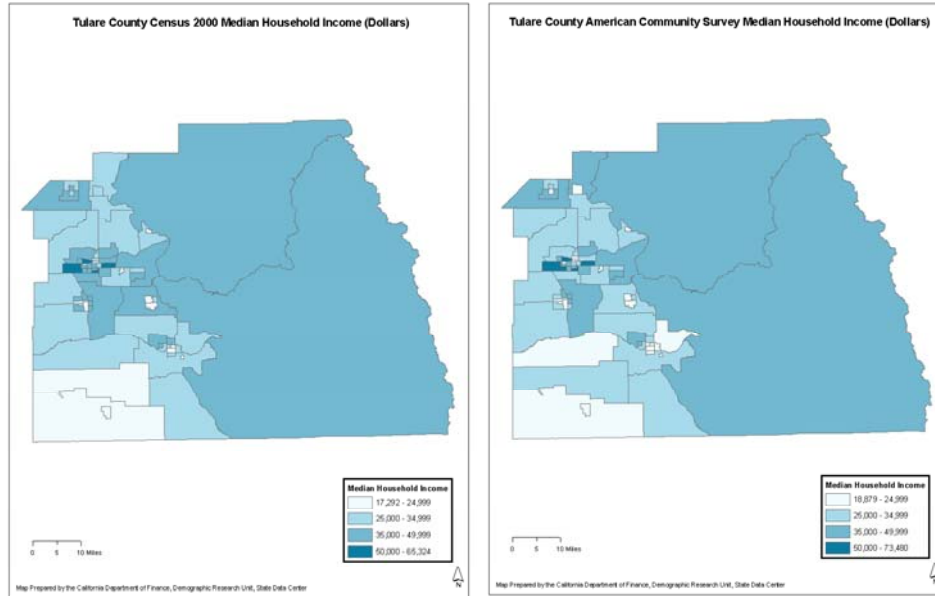 Tulare County Census 2000 Median Household Income (Dollars)
Median Household Income
17,292 - 24,999
25,000 - 34,999
35,000 - 49,999
50,000 - 65,324
0 5 10 Miles
N
Map Prepared by the California Department of Finance, Demographic Research Unit, State Data Center
Tulare County American Community Survey Median Household Income (Dollars)
Median Household Income
18,879 - 24,999
25,000 - 34,999
35,000 - 49,999
50,000 - 73,480
0 5 10 Miles
N
Map Prepared by the California Department of Finance, Demographic Research Unit, State Data Center